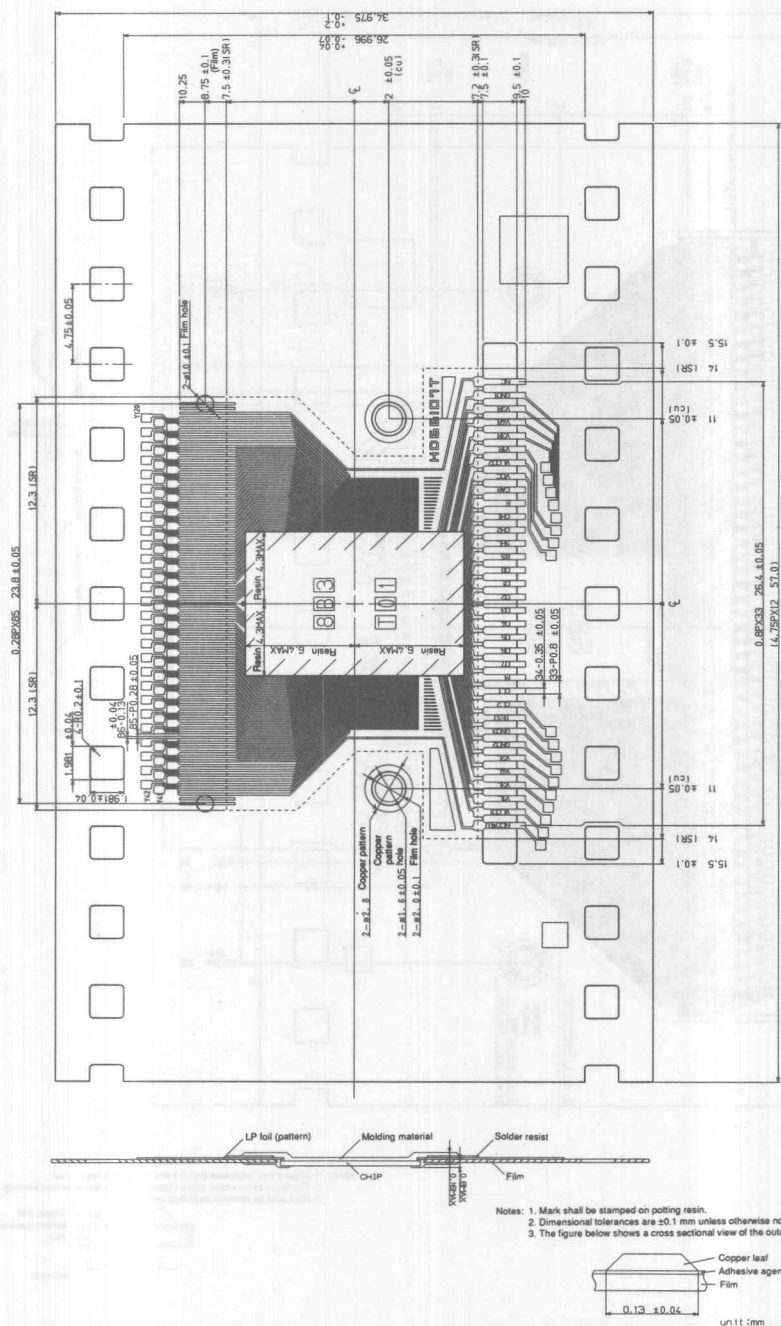 34.975 +0.2 -0.1
26.996 +0.04 -0.07
10.25
8.75 ±0.1 (Film)
7.5 ±0.3(SR)
℄
2 ±0.05 (cu)
7.2 ±0.3(SR)
7.5 ±0.1
9.5 ±0.1
10
4.75±0.05
2-ø1.0 ±0.1 Film hole
0.28PX85 23.8 ±0.05
12.3 (SR)
12.3 (SR)
Y120
Y42
1.981 ±0.04
4-R0.2±0.1
86-0.13 ±0.04
85-P0.28±0.05
1.981±0.04
Resin 4.3MAX
Resin 4.3MAX
Resin 6.4MAX
Resin 6.4MAX
8B3
T01
15.5 ±0.1
14 (SR)
11 ±0.05 (cu)
℄
34-0.35 ±0.05
33-P0.8 ±0.05
11 ±0.05 (cu)
14 (SR)
15.5 ±0.1
0.8PX33 26.4 ±0.05
(4.75PX12 57.0)
2-ø2.8 Copper pattern
Copper pattern
2-ø1.6±0.05 hole
2-ø2.0±0.1 Film hole
LP foil (pattern)
Molding material
Solder resist
CHIP
Film
Notes: 1. Mark shall be stamped on potting resin.
2. Dimensional tolerances are ±0.1 mm unless otherwise no
3. The figure below shows a cross sectional view of the oute
Copper leaf
Adhesive agen
Film
0.13 ±0.04
unit:mm